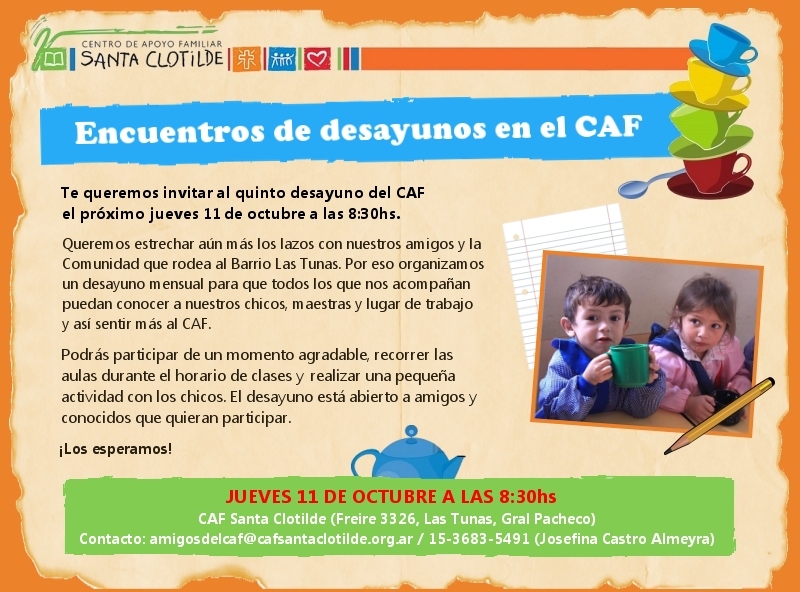 CENTRO DE APOYO FAMILIAR
SANTA CLOTILDE
Encuentros de desayunos en el CAF
Te queremos invitar al quinto desayuno del CAF
el próximo jueves 11 de octubre a las 8:30hs.
Queremos estrechar aún más los lazos con nuestros amigos y la
Comunidad que rodea al Barrio Las Tunas. Por eso organizamos
un desayuno mensual para que todos los que nos acompañan
puedan conocer a nuestros chicos, maestras y lugar de trabajo
y así sentir más al CAF.
Podrás participar de un momento agradable, recorrer las
aulas durante el horario de clases y realizar una pequeña
actividad con los chicos. El desayuno está abierto a amigos y
conocidos que quieran participar.
¡Los esperamos!
JUEVES 11 DE OCTUBRE A LAS 8:30hs
CAF Santa Clotilde (Freire 3326, Las Tunas, Gral Pacheco)
Contacto: amigosdelcaf@cafsantaclotilde.org.ar / 15-3683-5491 (Josefina Castro Almeyra)